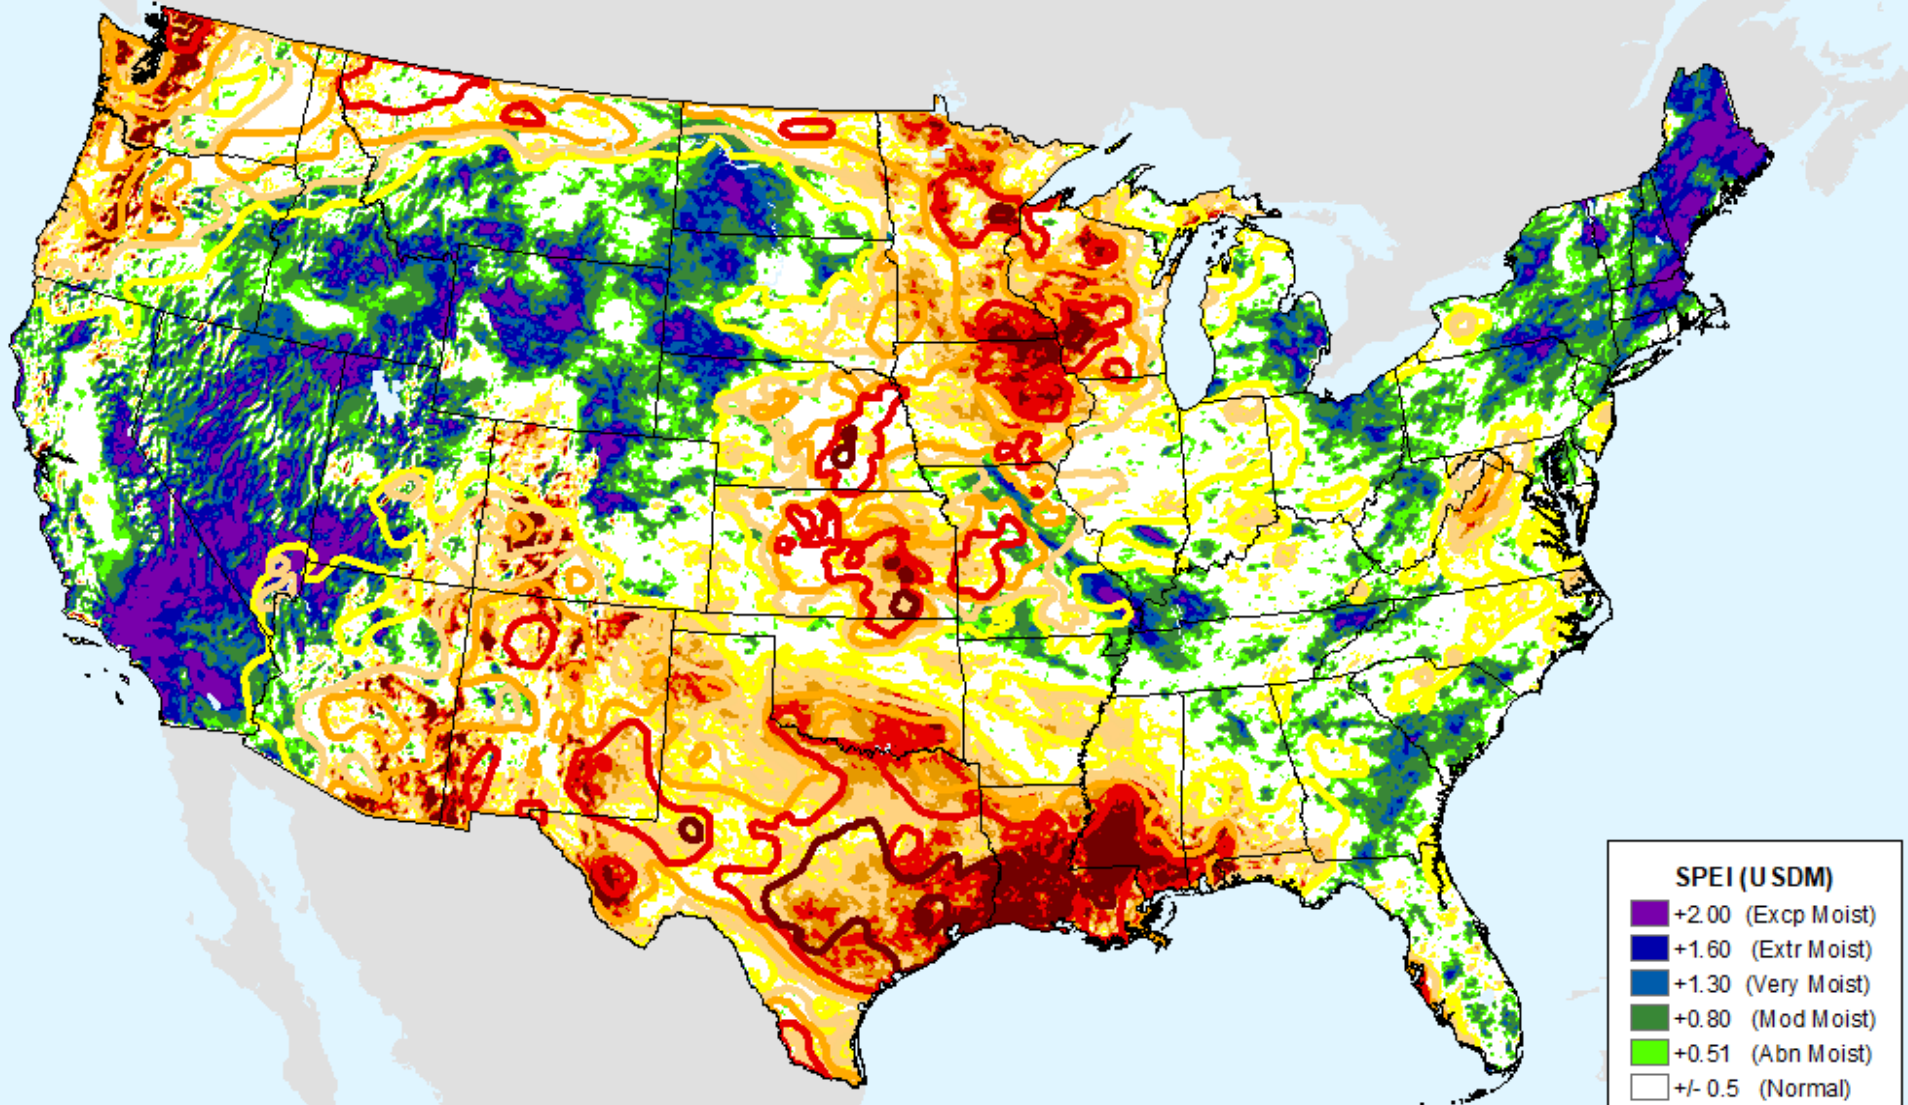 SPEI (USDM)
+2.00 (Excp Moist)
+1.60 (Extr Moist)
+1.30 (Very Moist)
+0.80 (Mod Moist)
+0.51 (Abn Moist)
+/- 0.5 (Normal)